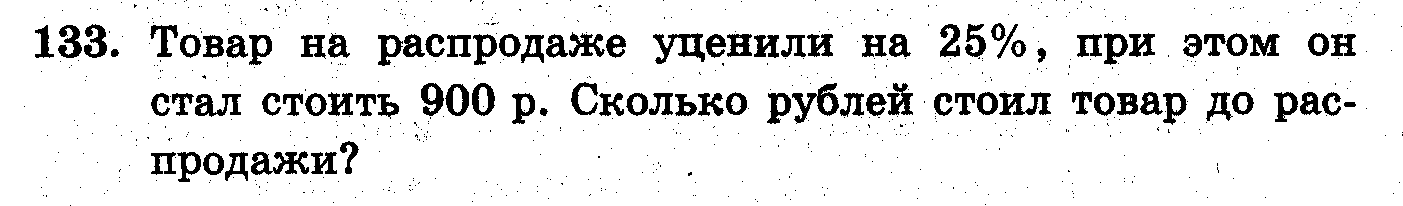 133. Товар на распродаже уценили на 25%, при этом он
стал стоить 900 р. Сколько рублей стоил товар до рас-
продажи?